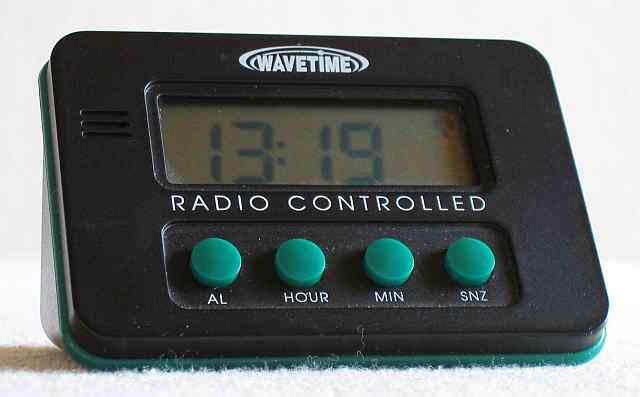 WAVETIME
13:19
RADIO CONTROLLED
AL HOUR MIN SNZ